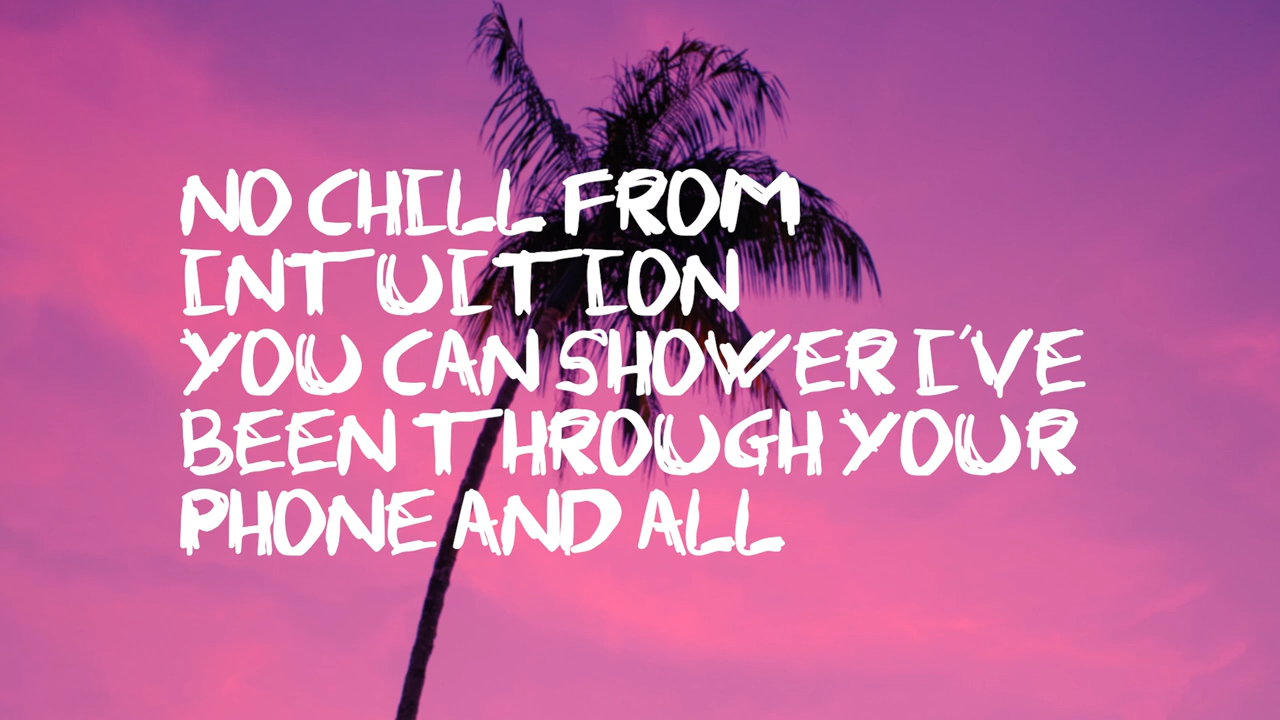 NO CHILL FROM
INTUITION
YOU CAN SHOWER I'VE
BEEN THROUGH YOUR
PHONE AND ALL